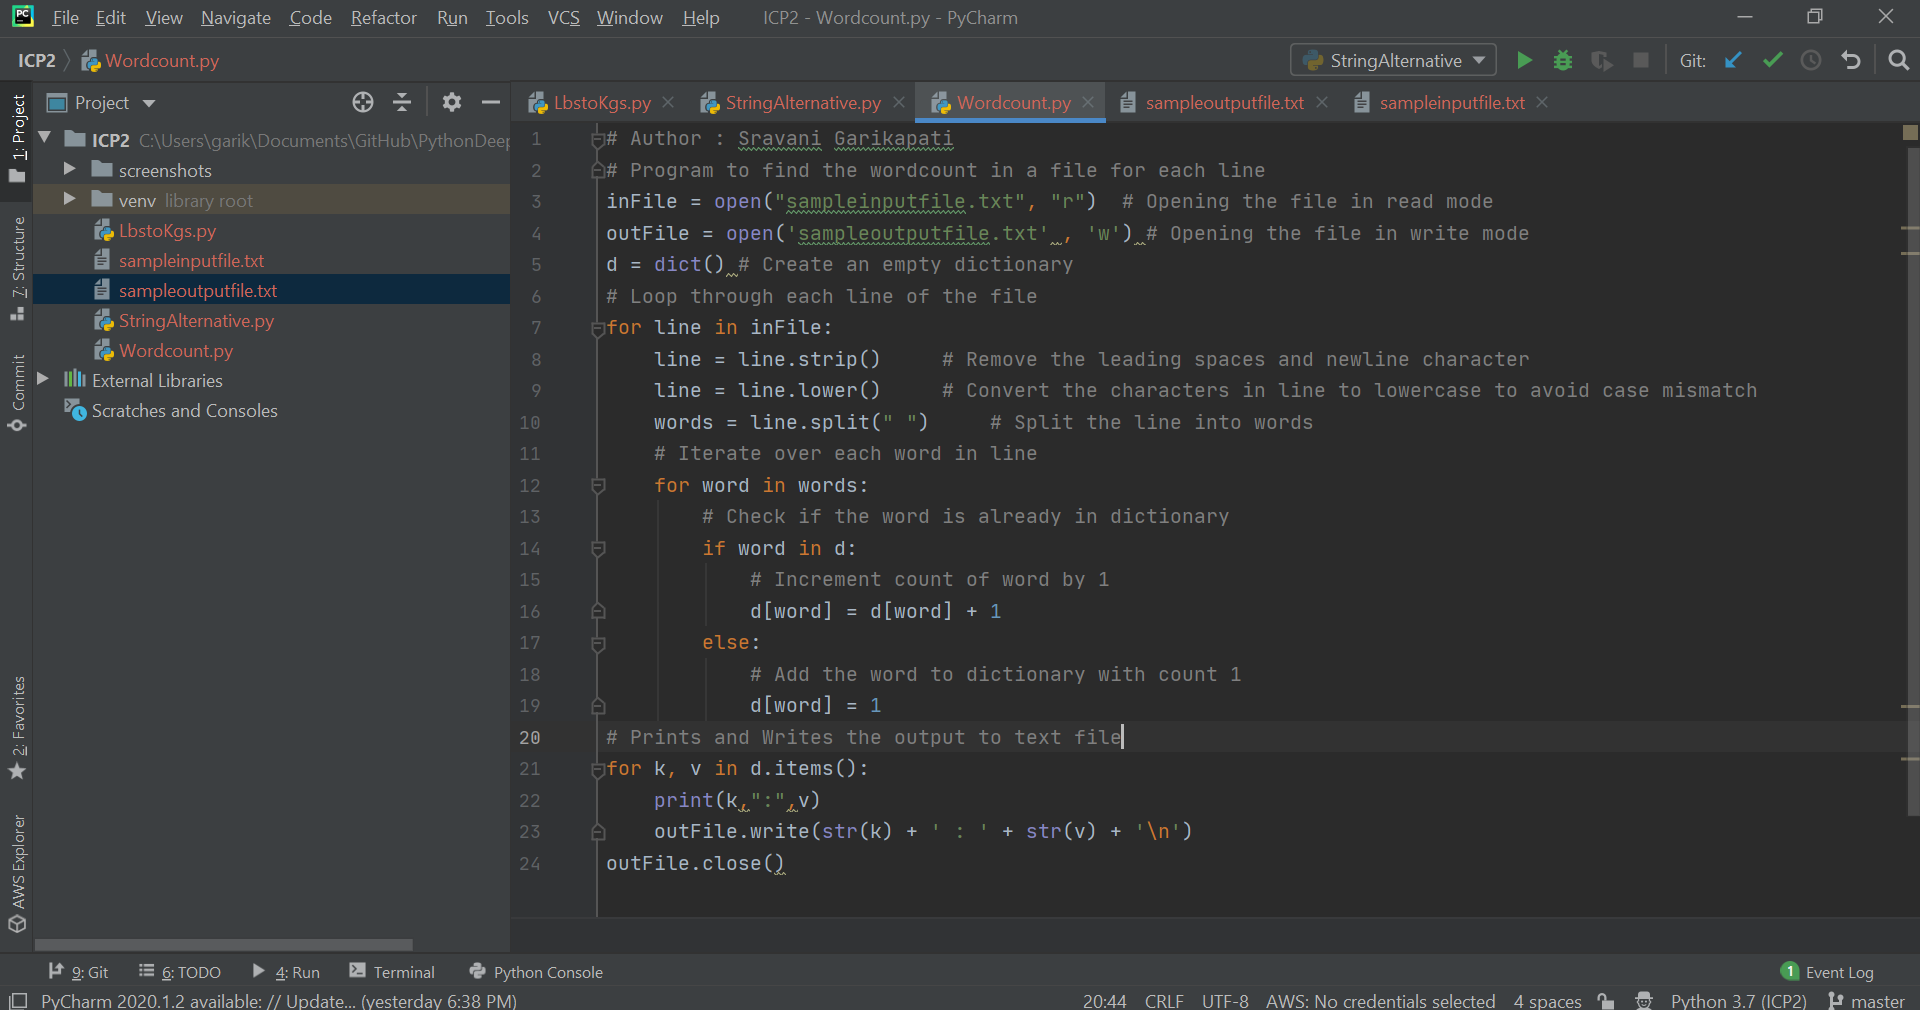 PC File Edit View Navigate Code Refactor Run Tools VCS Window Help ICP2 - Wordcount.py - PyCharm
ICP2 Wordcount.py StringAlternative Git:
Project
LbstoKgs.py StringAlternative.py Wordcount.py sampleoutputfile.txt sampleinputfile.txt
1: Project
Z: Structure
Commit
2: Favorites
AWS Explorer
ICP2 C:\Users\garik\Documents\GitHub\PythonDeep
screenshots
venv library root
LbstoKgs.py
sampleinputfile.txt
sampleoutputfile.txt
StringAlternative.py
Wordcount.py
External Libraries
Scratches and Consoles
1 # Author : Sravani Garikapati
2 # Program to find the wordcount in a file for each line
3 inFile = open("sampleinputfile.txt", "r")  # Opening the file in read mode
4 outFile = open('sampleoutputfile.txt' , 'w') # Opening the file in write mode
5 d = dict() # Create an empty dictionary
6 # Loop through each line of the file
7 for line in inFile:
8     line = line.strip()     # Remove the leading spaces and newline character
9     line = line.lower()     # Convert the characters in line to lowercase to avoid case mismatch
10     words = line.split(" ")     # Split the line into words
11     # Iterate over each word in line
12     for word in words:
13         # Check if the word is already in dictionary
14         if word in d:
15             # Increment count of word by 1
16             d[word] = d[word] + 1
17         else:
18             # Add the word to dictionary with count 1
19             d[word] = 1
20 # Prints and Writes the output to text file
21 for k, v in d.items():
22     print(k,":",v)
23     outFile.write(str(k) + ' : ' + str(v) + '\n')
24 outFile.close()
9: Git 6: TODO 4: Run Terminal Python Console 1 Event Log
PyCharm 2020.1.2 available: // Update... (yesterday 6:38 PM) 20:44 CRLF UTF-8 AWS: No credentials selected 4 spaces Python 3.7 (ICP2) master